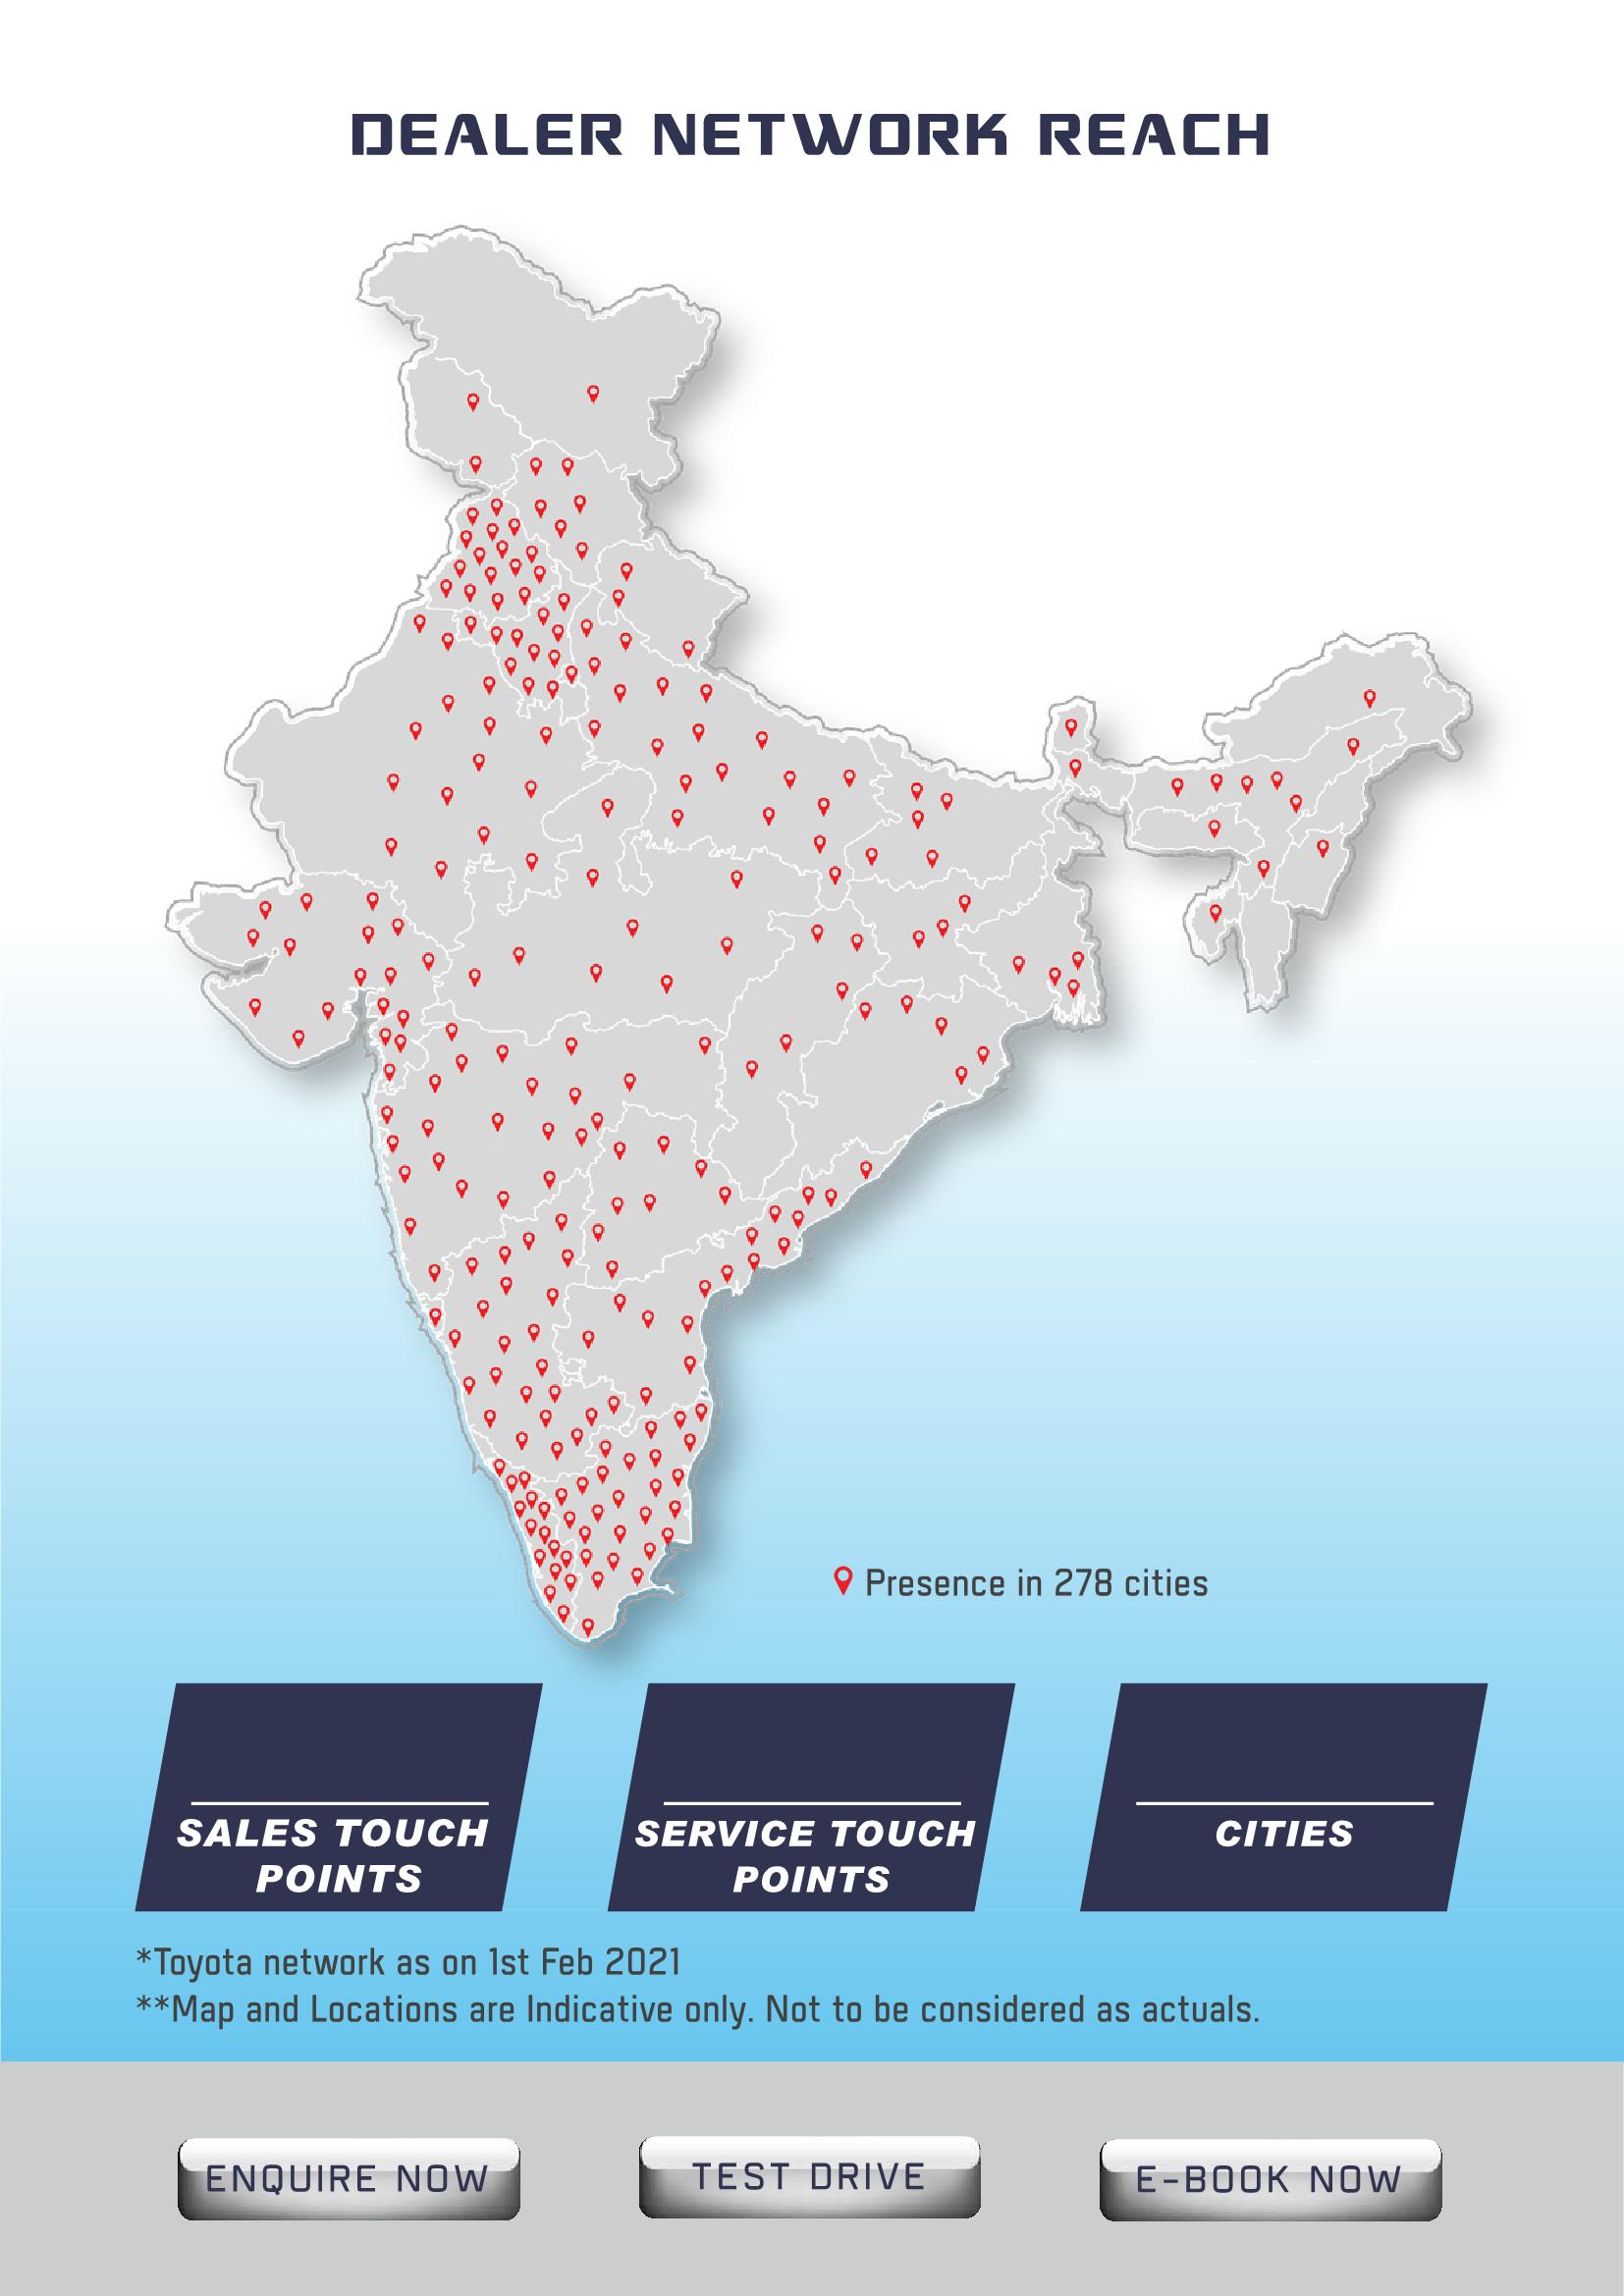 DEALER NETWORK REACH
Presence in 278 cities
SALES TOUCH
POINTS
SERVICE TOUCH
POINTS
CITIES
*Toyota network as on 1st Feb 2021
**Map and Locations are Indicative only. Not to be considered as actuals.
ENQUIRE NOW
TEST DRIVE
E-BOOK NOW